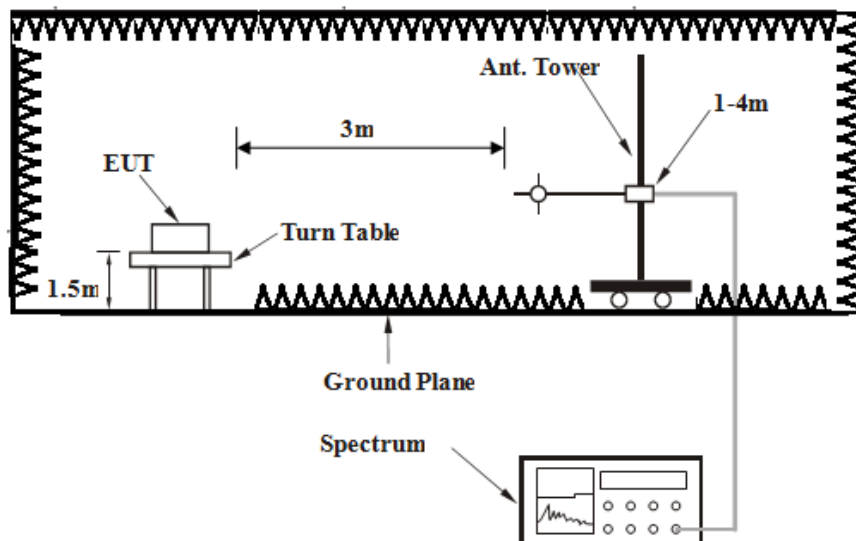 Ant. Tower
1-4m
3m
EUT
Turn Table
1.5m
Ground Plane
Spectrum